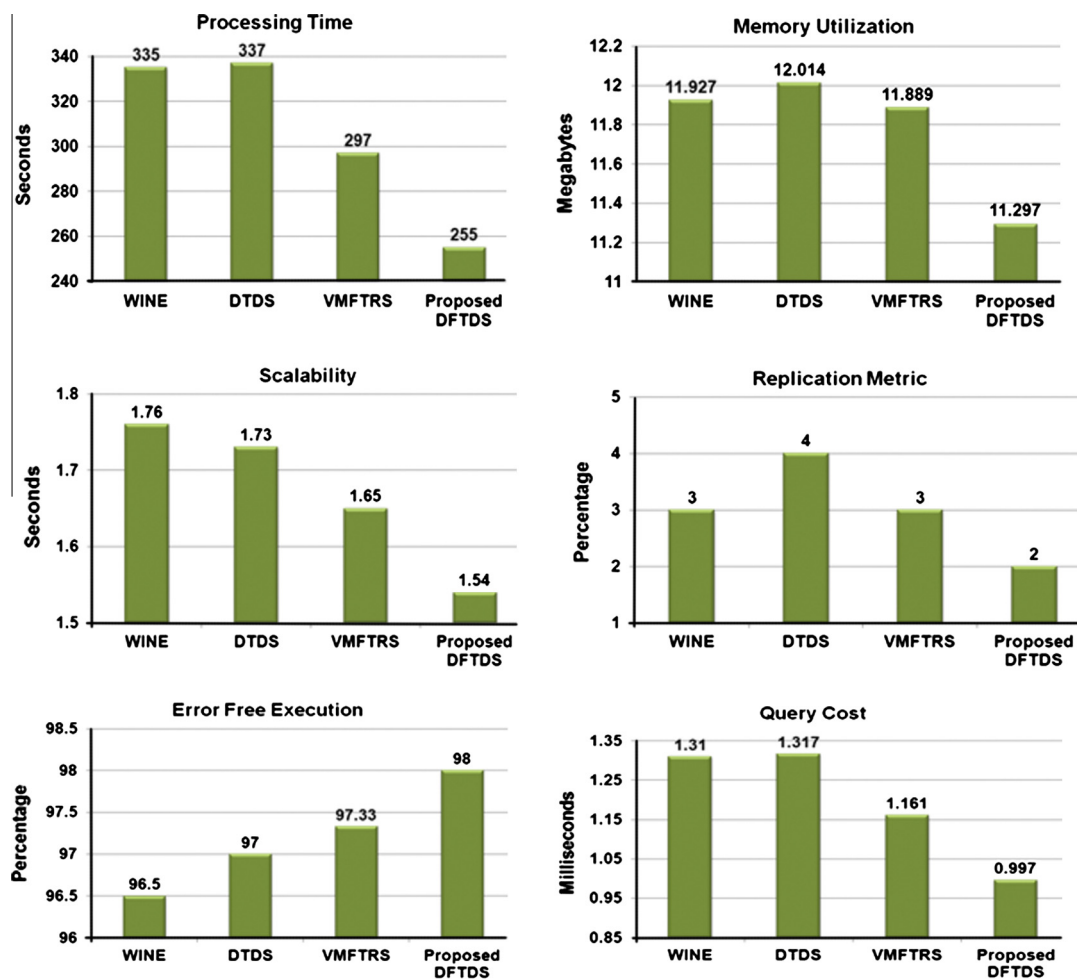 Processing Time
Seconds
340
320
300
280
260
240
335
337
297
255
WINE
DTDS
VMFTRS
Proposed
DFTDS
Memory Utilization
Megabytes
12.2
12
11.8
11.6
11.4
11.2
11
11.927
12.014
11.889
11.297
WINE
DTDS
VMFTRS
Proposed
DFTDS
Scalability
Seconds
1.8
1.7
1.6
1.5
1.76
1.73
1.65
1.54
WINE
DTDS
VMFTRS
Proposed
DFTDS
Replication Metric
Percentage
5
4
3
2
1
3
4
3
2
WINE
DTDS
VMFTRS
Proposed
DFTDS
Error Free Execution
Percentage
98.5
98
97.5
97
96.5
96
96.5
97
97.33
98
WINE
DTDS
VMFTRS
Proposed
DFTDS
Query Cost
Milliseconds
1.35
1.25
1.15
1.05
0.95
0.85
1.31
1.317
1.161
0.997
WINE
DTDS
VMFTRS
Proposed
DFTDS